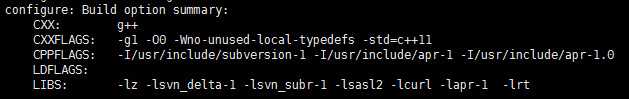 configure: Build option summary:
    CXX:        g++
    CXXFLAGS:   -g1 -O0 -Wno-unused-local-typedefs -std=c++11
    CPPFLAGS:   -I/usr/include/subversion-1 -I/usr/include/apr-1 -I/usr/include/apr-1.0
    LDFLAGS:
    LIBS:       -lz -lsvn_delta-1 -lsvn_subr-1 -lsasl2 -lcurl -lapr-1  -lrt